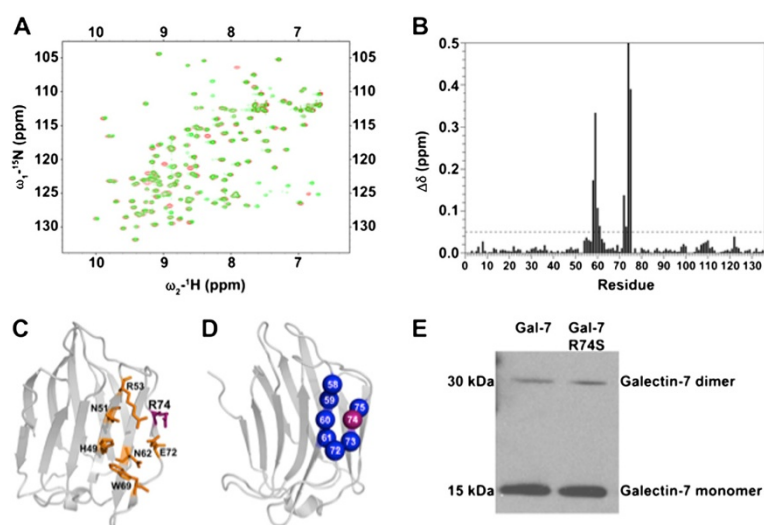 A
10 9 8 7
105 105
110 110
115 115
120 120
125 125
130 130
ω1-15N (ppm)
10 9 8 7
ω2-1H (ppm)
B
0.5
0.4
0.3
0.2
0.1
0.0
Δδ (ppm)
0 10 20 30 40 50 60 70 80 90 100 110 120 130
Residue
C
R53
N51
R74
H49
N62
E72
W69
D
58
59
75
60
74
61
73
72
E
Gal-7 Gal-7
R74S
30 kDa Galectin-7 dimer
15 kDa Galectin-7 monomer